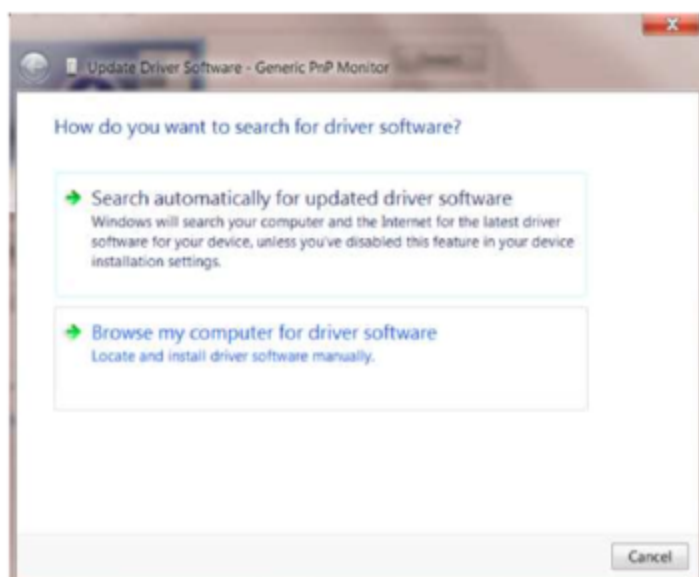 Update Driver Software - Generic PnP Monitor
How do you want to search for driver software?
Search automatically for updated driver software
Windows will search your computer and the Internet for the latest driver
software for your device, unless you've disabled this feature in your device
installation settings.
Browse my computer for driver software
Locate and install driver software manually.
Cancel